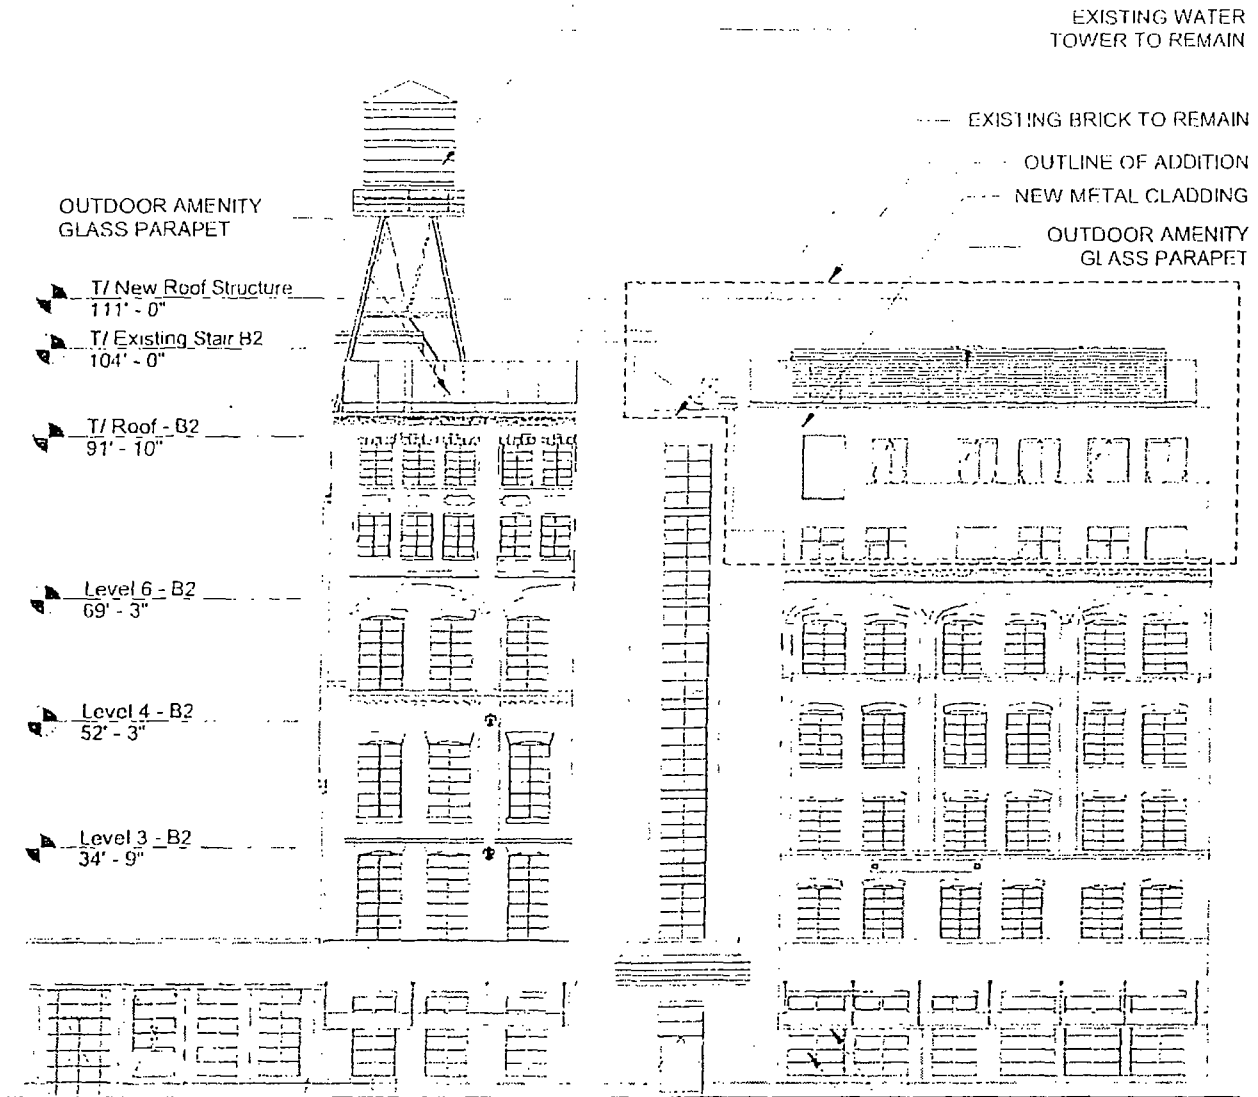 EXISTING WATER
TOWER TO REMAIN
EXISTING BRICK TO REMAIN
OUTLINE OF ADDITION
NEW METAL CLADDING
OUTDOOR AMENITY
GLASS PARAPET
OUTDOOR AMENITY
GLASS PARAPET
T/ New Roof Structure
111' - 0"
T/ Existing Stair B2
104' - 0"
T/ Roof - B2
91' - 10"
Level 6 - B2
69' - 3"
Level 4 - B2
52' - 3"
Level 3 - B2
34' - 9"